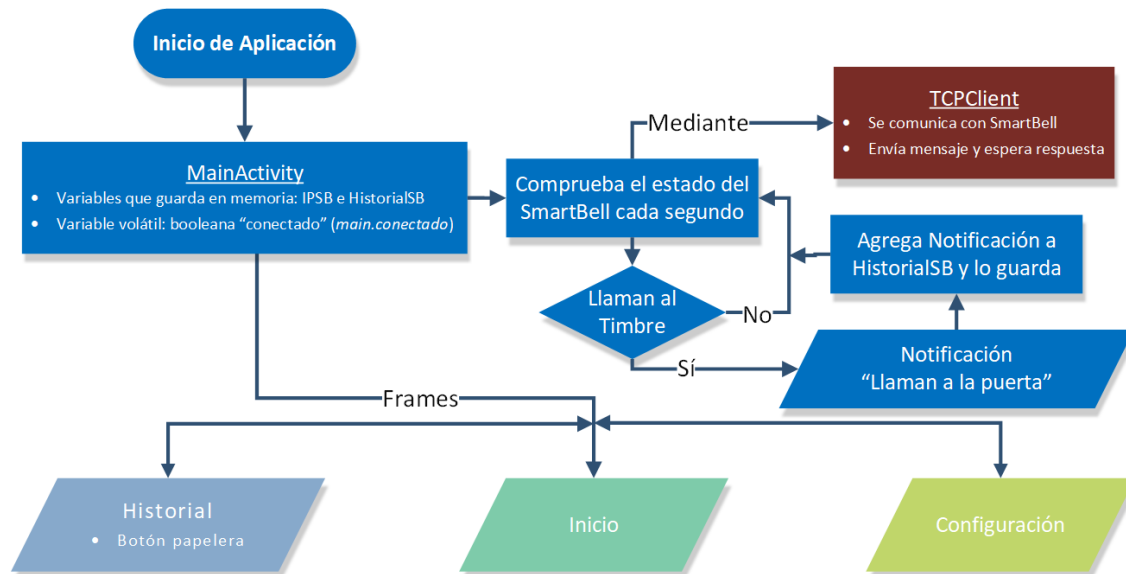 Inicio de Aplicación
MainActivity
• Variables que guarda en memoria: IPSB e HistorialSB
• Variable volátil: booleana “conectado” (main.conectado)
Mediante
TCPClient
• Se comunica con SmartBell
• Envía mensaje y espera respuesta
Comprueba el estado del
SmartBell cada segundo
Agrega Notificación a
HistorialSB y lo guarda
Llaman al
Timbre
No
Sí
Notificación
“Llaman a la puerta”
Frames
Historial
• Botón papelera
Inicio
Configuración